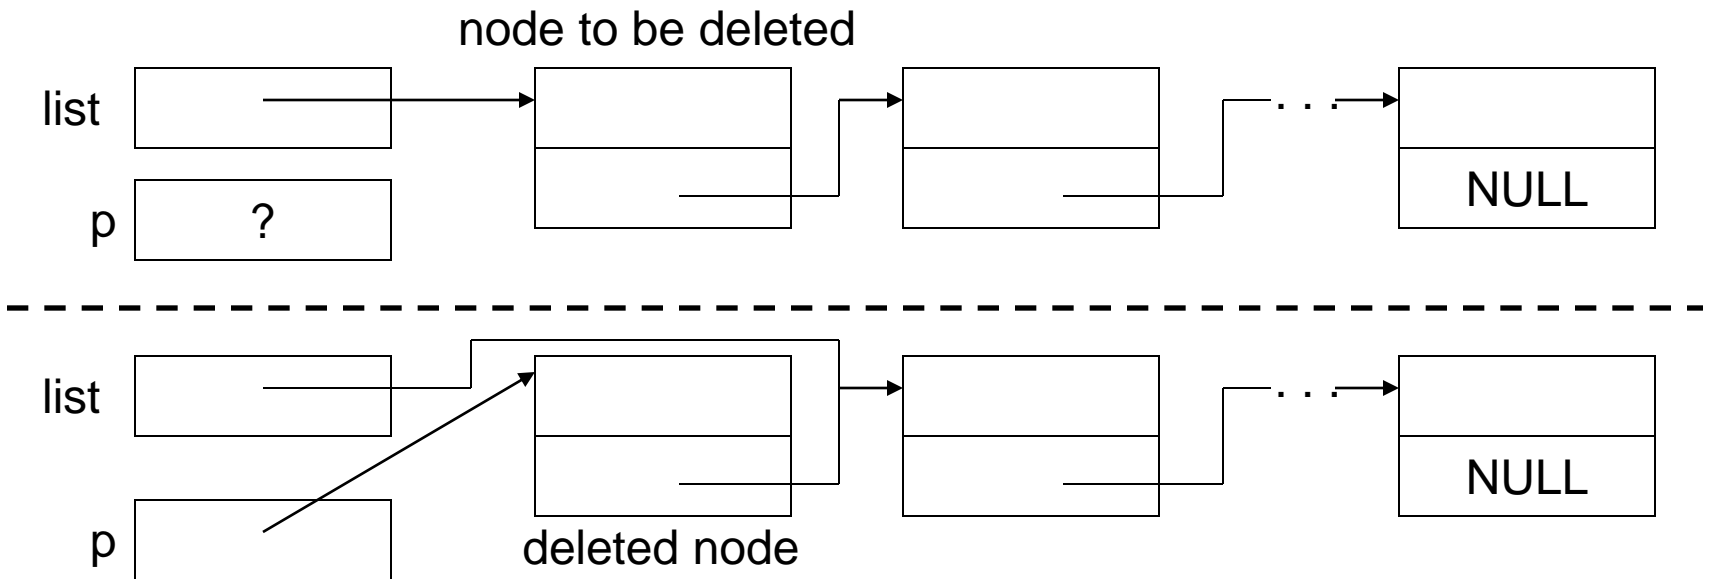 node to be deleted
list
. . .
NULL
p
?
list
. . .
NULL
p
deleted node